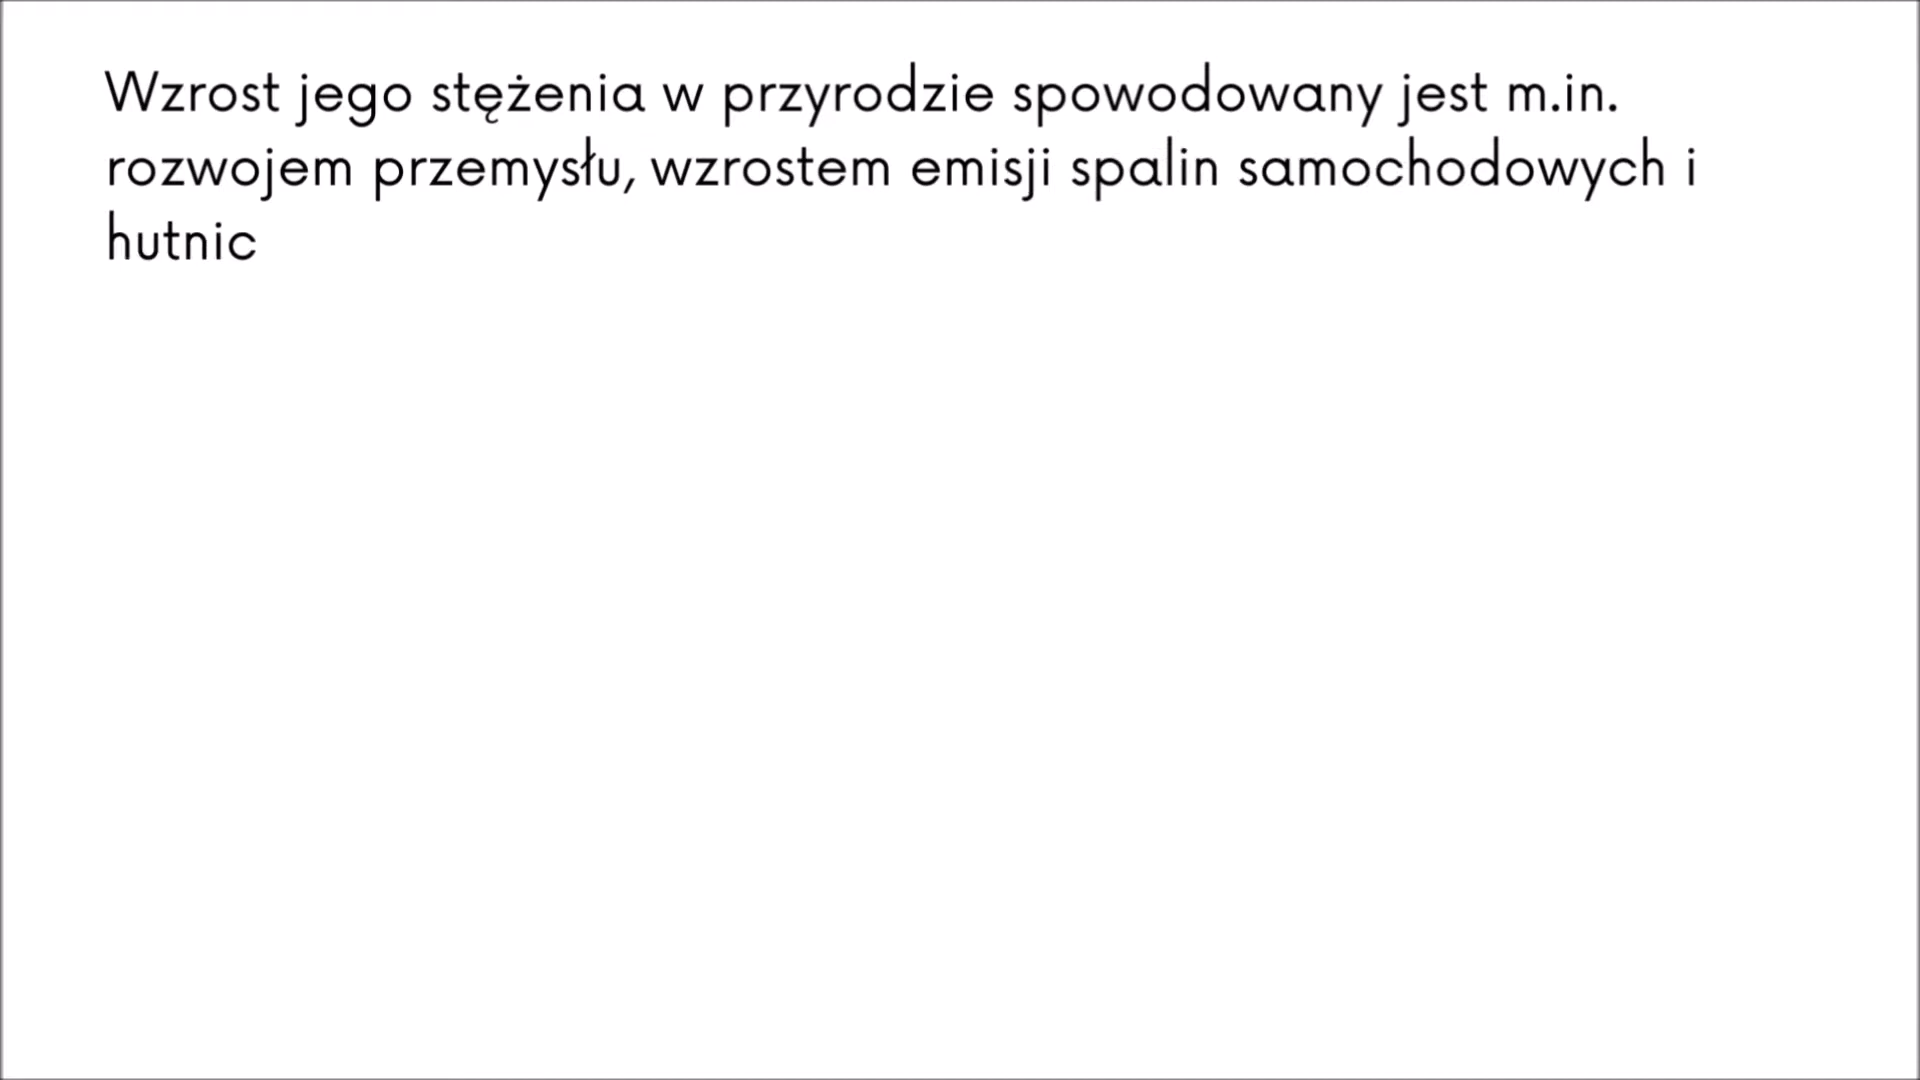 Wzrost jego stężenia w przyrodzie spowodowany jest m.in.
rozwojem przemysłu, wzrostem emisji spalin samochodowych i
hutnic